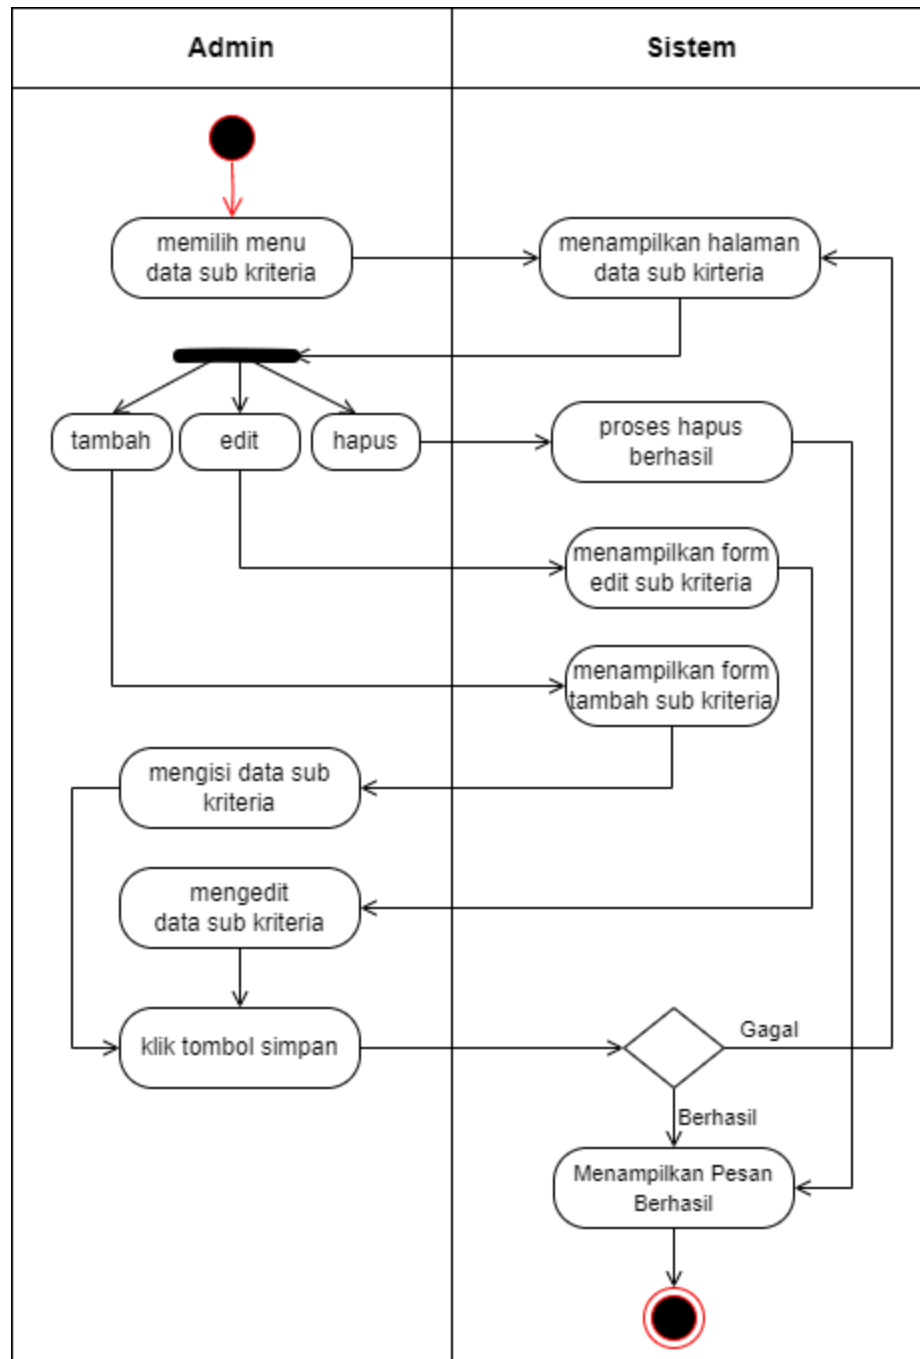 Admin
Sistem
memilih menu
data sub kriteria
menampilkan halaman
data sub kirteria
tambah
edit
hapus
proses hapus
berhasil
menampilkan form
edit sub kriteria
menampilkan form
tambah sub kriteria
mengisi data sub
kriteria
mengedit
data sub kriteria
klik tombol simpan
Gagal
Berhasil
Menampilkan Pesan
Berhasil